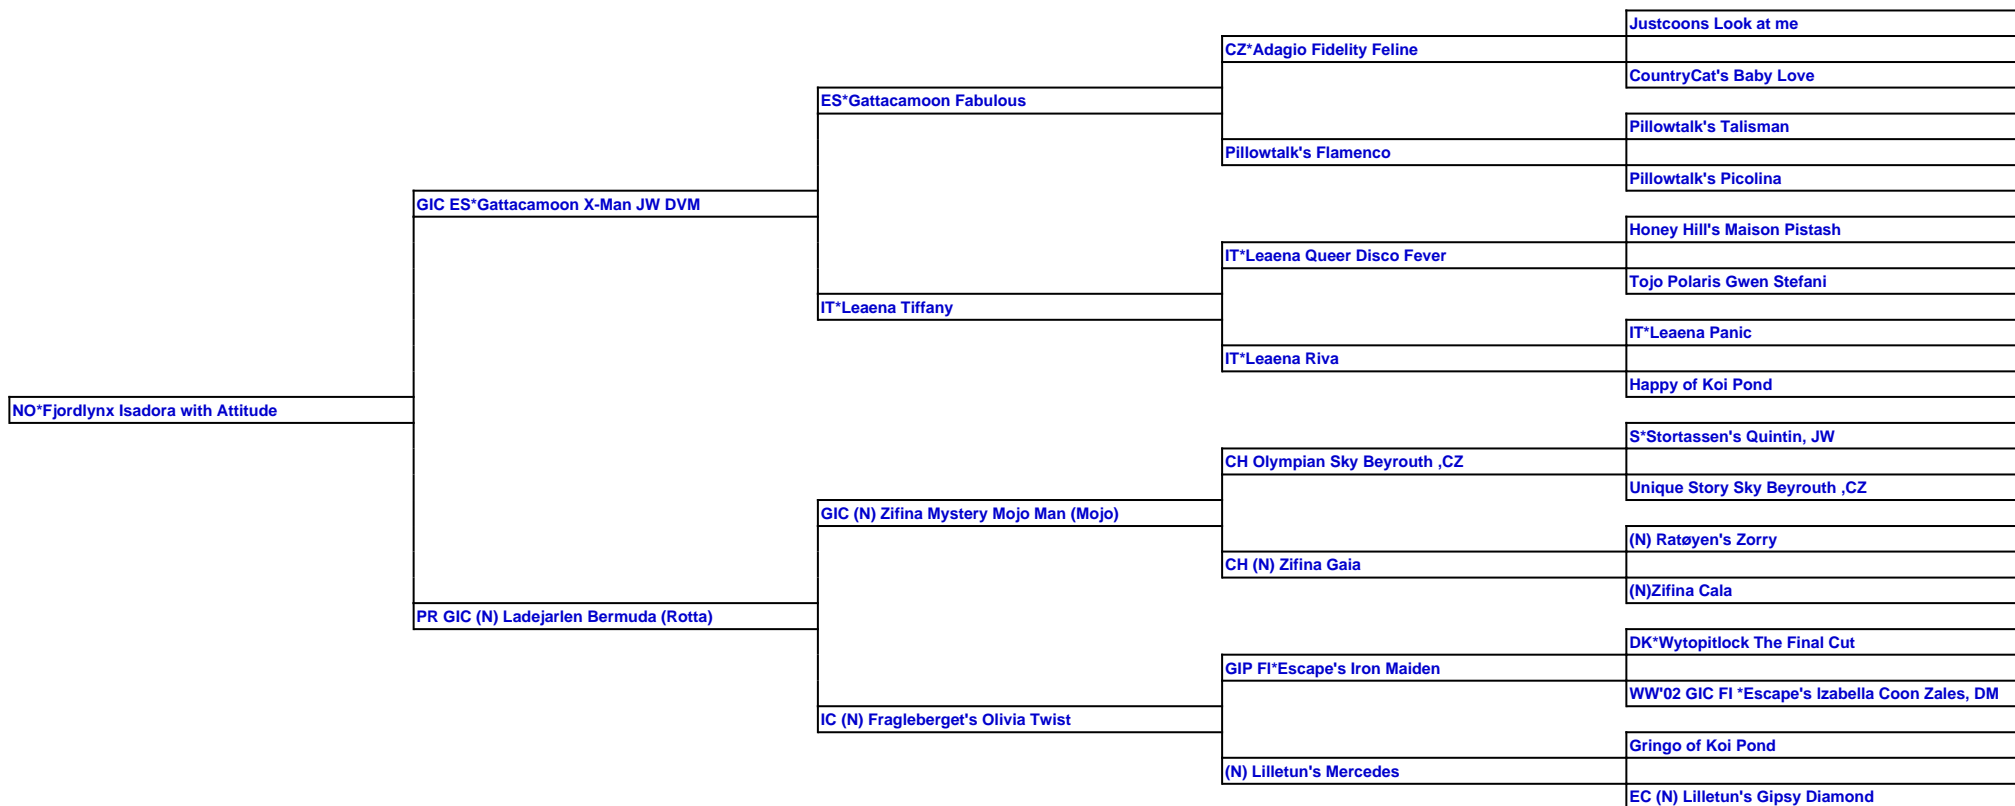 Justcoons Look at me
CZ*Adagio Fidelity Feline
CountryCat's Baby Love
ES*Gattacamoon Fabulous
Pillowtalk's Talisman
Pillowtalk's Flamenco
Pillowtalk's Picolina
GIC ES*Gattacamoon X-Man JW DVM
Honey Hill's Maison Pistash
IT*Leaena Queer Disco Fever
Tojo Polaris Gwen Stefani
IT*Leaena Tiffany
IT*Leaena Panic
IT*Leaena Riva
Happy of Koi Pond
NO*Fjordlynx Isadora with Attitude
S*Stortassen's Quintin, JW
CH Olympian Sky Beyrouth ,CZ
Unique Story Sky Beyrouth ,CZ
GIC (N) Zifina Mystery Mojo Man (Mojo)
(N) Ratøyen's Zorry
CH (N) Zifina Gaia
(N)Zifina Cala
PR GIC (N) Ladejarlen Bermuda (Rotta)
DK*Wytopitlock The Final Cut
GIP FI*Escape's Iron Maiden
WW'02 GIC FI *Escape's Izabella Coon Zales, DM
IC (N) Fragleberget's Olivia Twist
Gringo of Koi Pond
(N) Lilletun's Mercedes
EC (N) Lilletun's Gipsy Diamond